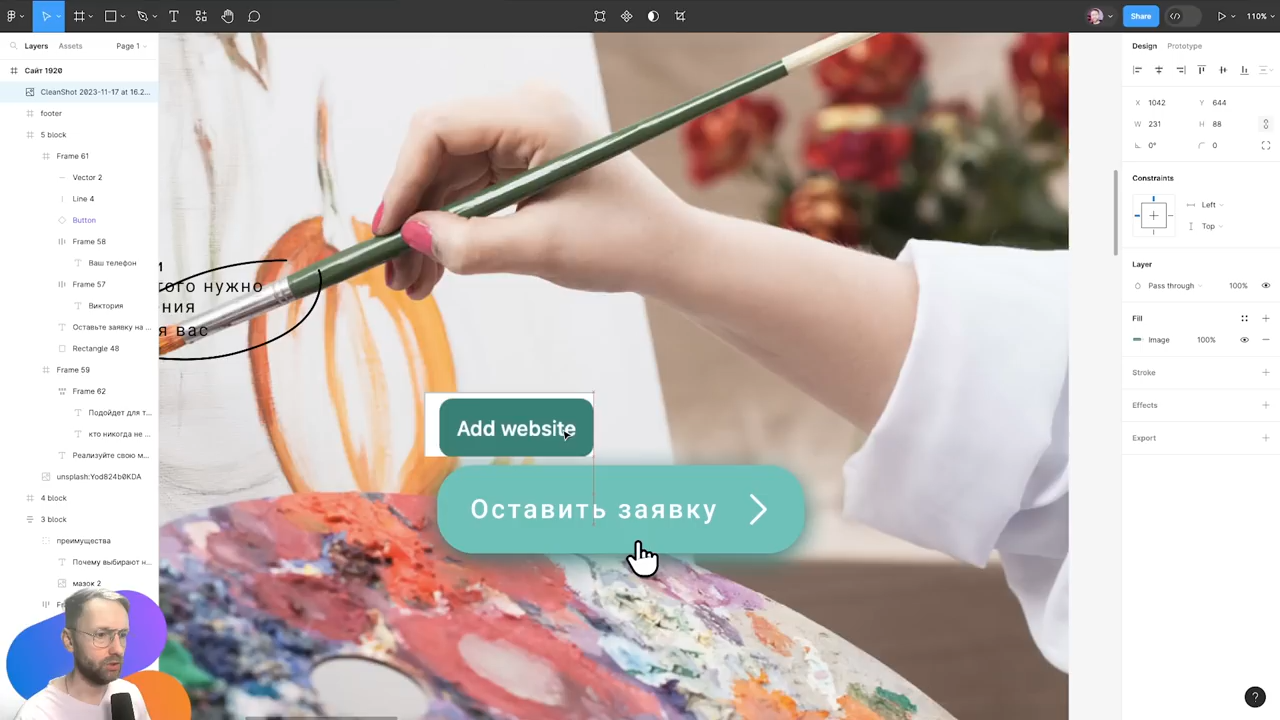 Share
110%
Layers
Assets
Page 1
Design
Prototype
Сайт 1920
CleanShot 2023-11-17 at 16.2...
footer
5 block
Frame 61
Vector 2
Line 4
Button
Frame 58
Ваш телефон
Frame 57
Виктория
Оставьте заявку на ...
Rectangle 48
Frame 59
Frame 62
Подойдет для т...
кто никогда не ...
Реализуйте свою м...
unsplash:Yod824b0KDA
4 block
3 block
преимущества
Почему выбирают н...
мазок 2
нужно
ния
я вас
Add website
Оставить заявку
X 1042
Y 644
W 231
H 88
0°
0
Constraints
Left
Top
Layer
Pass through
100%
Fill
Image
100%
Stroke
Effects
Export
?